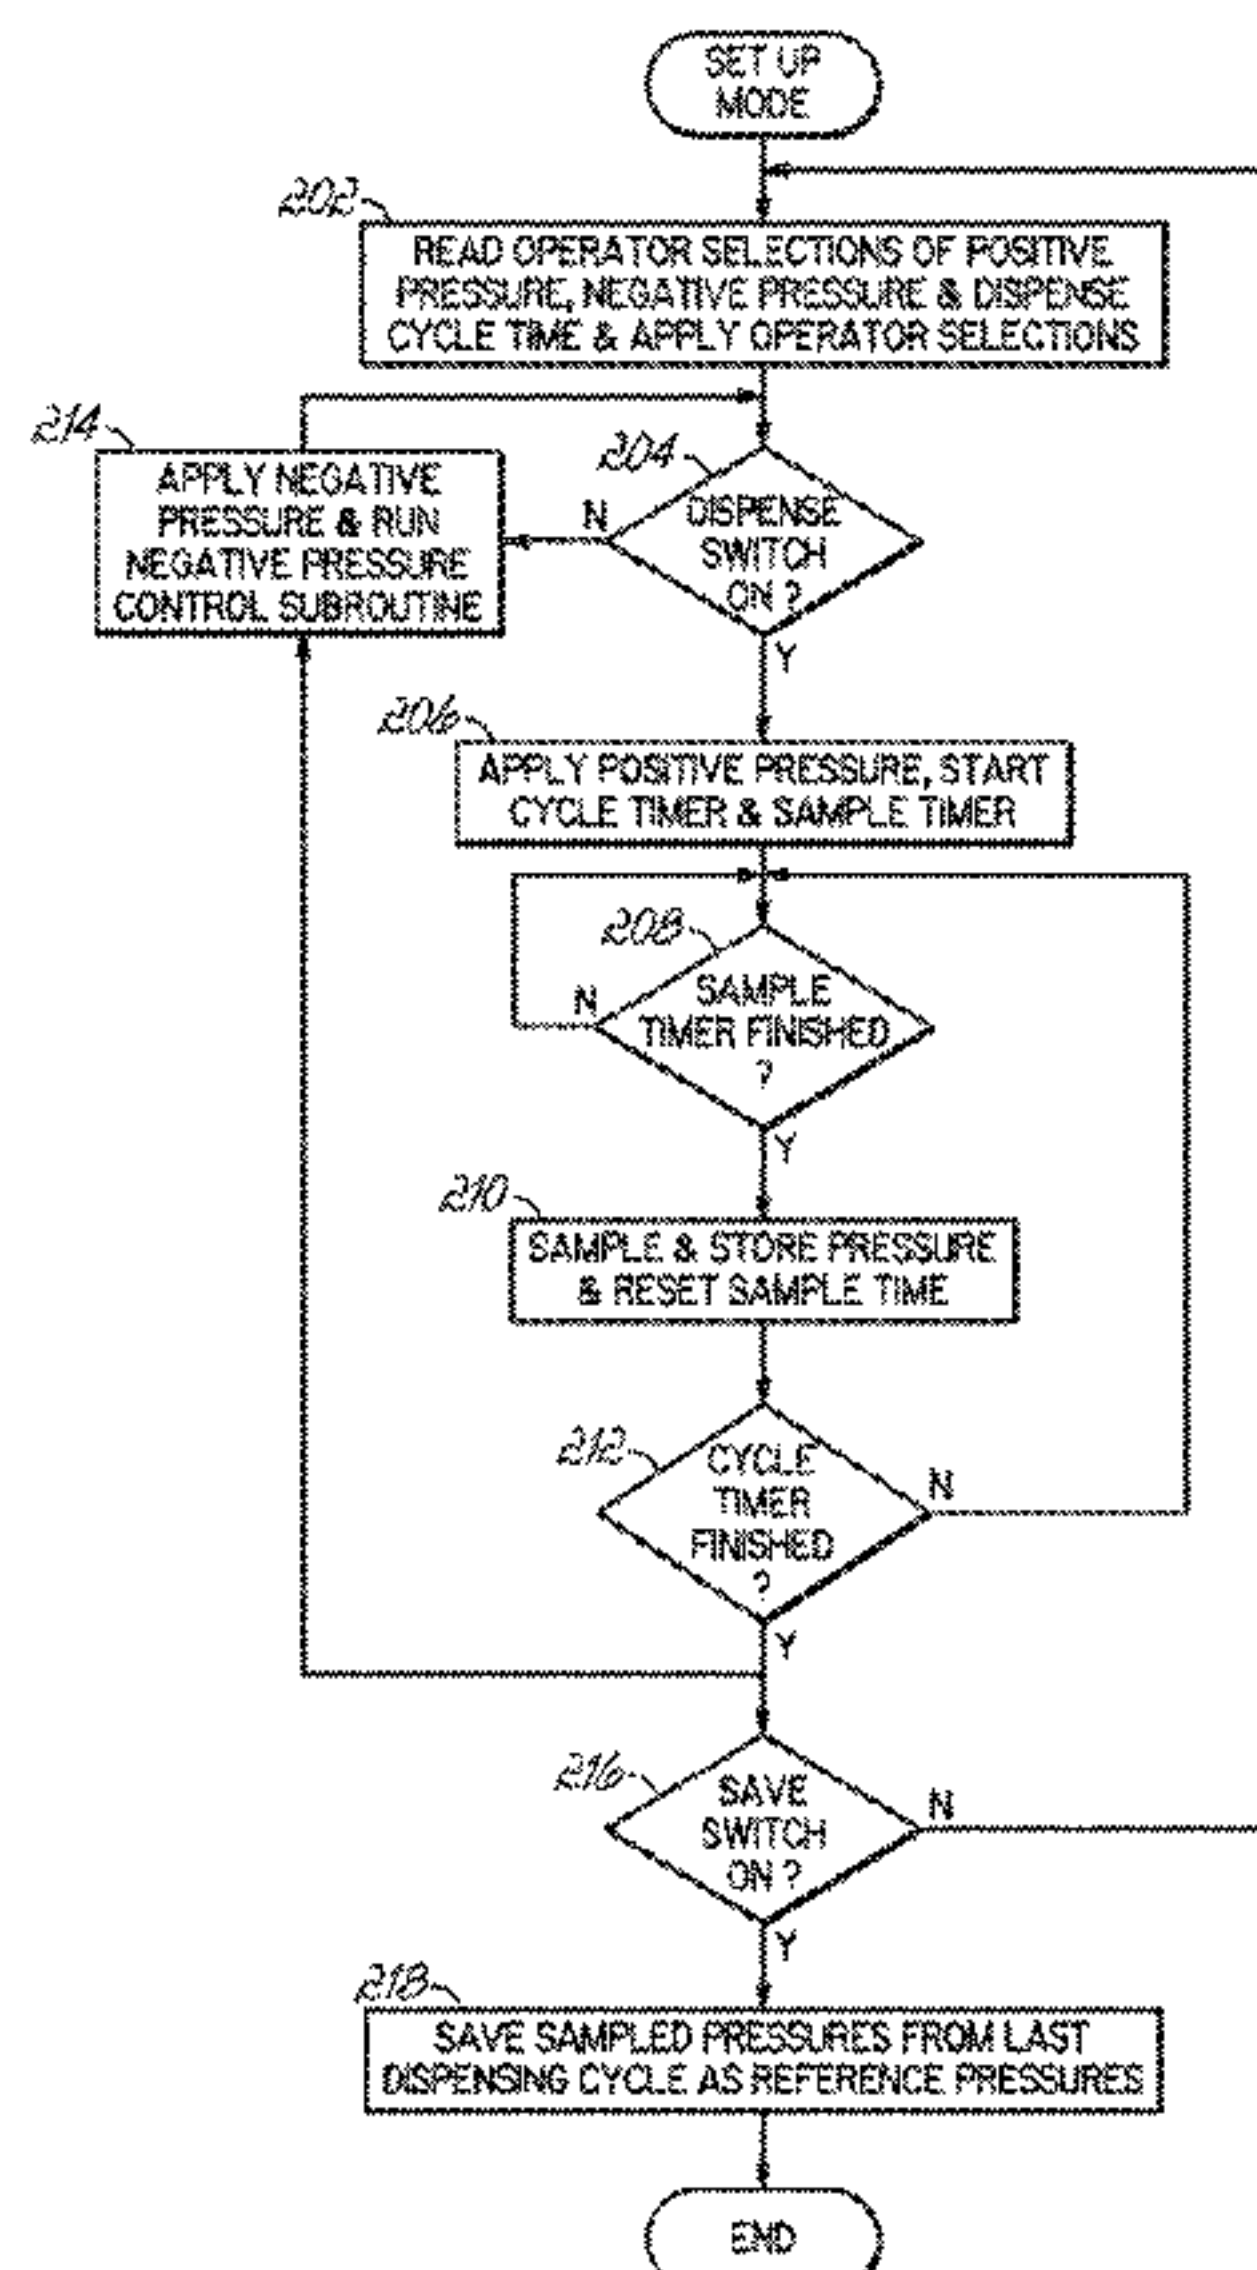 SET UP
MODE
202
READ OPERATOR SELECTIONS OF POSITIVE
PRESSURE, NEGATIVE PRESSURE & DISPENSE
CYCLE TIME & APPLY OPERATOR SELECTIONS
214
APPLY NEGATIVE
PRESSURE & RUN
NEGATIVE PRESSURE
CONTROL SUBROUTINE
204
N
DISPENSE
SWITCH
ON ?
Y
206
APPLY POSITIVE PRESSURE, START
CYCLE TIMER & SAMPLE TIMER
208
N
SAMPLE
TIMER FINISHED
?
Y
210
SAMPLE & STORE PRESSURE
& RESET SAMPLE TIME
212
CYCLE
TIMER
FINISHED
?
N
Y
216
SAVE
SWITCH
ON ?
N
Y
218
SAVE SAMPLED PRESSURES FROM LAST
DISPENSING CYCLE AS REFERENCE PRESSURES
END